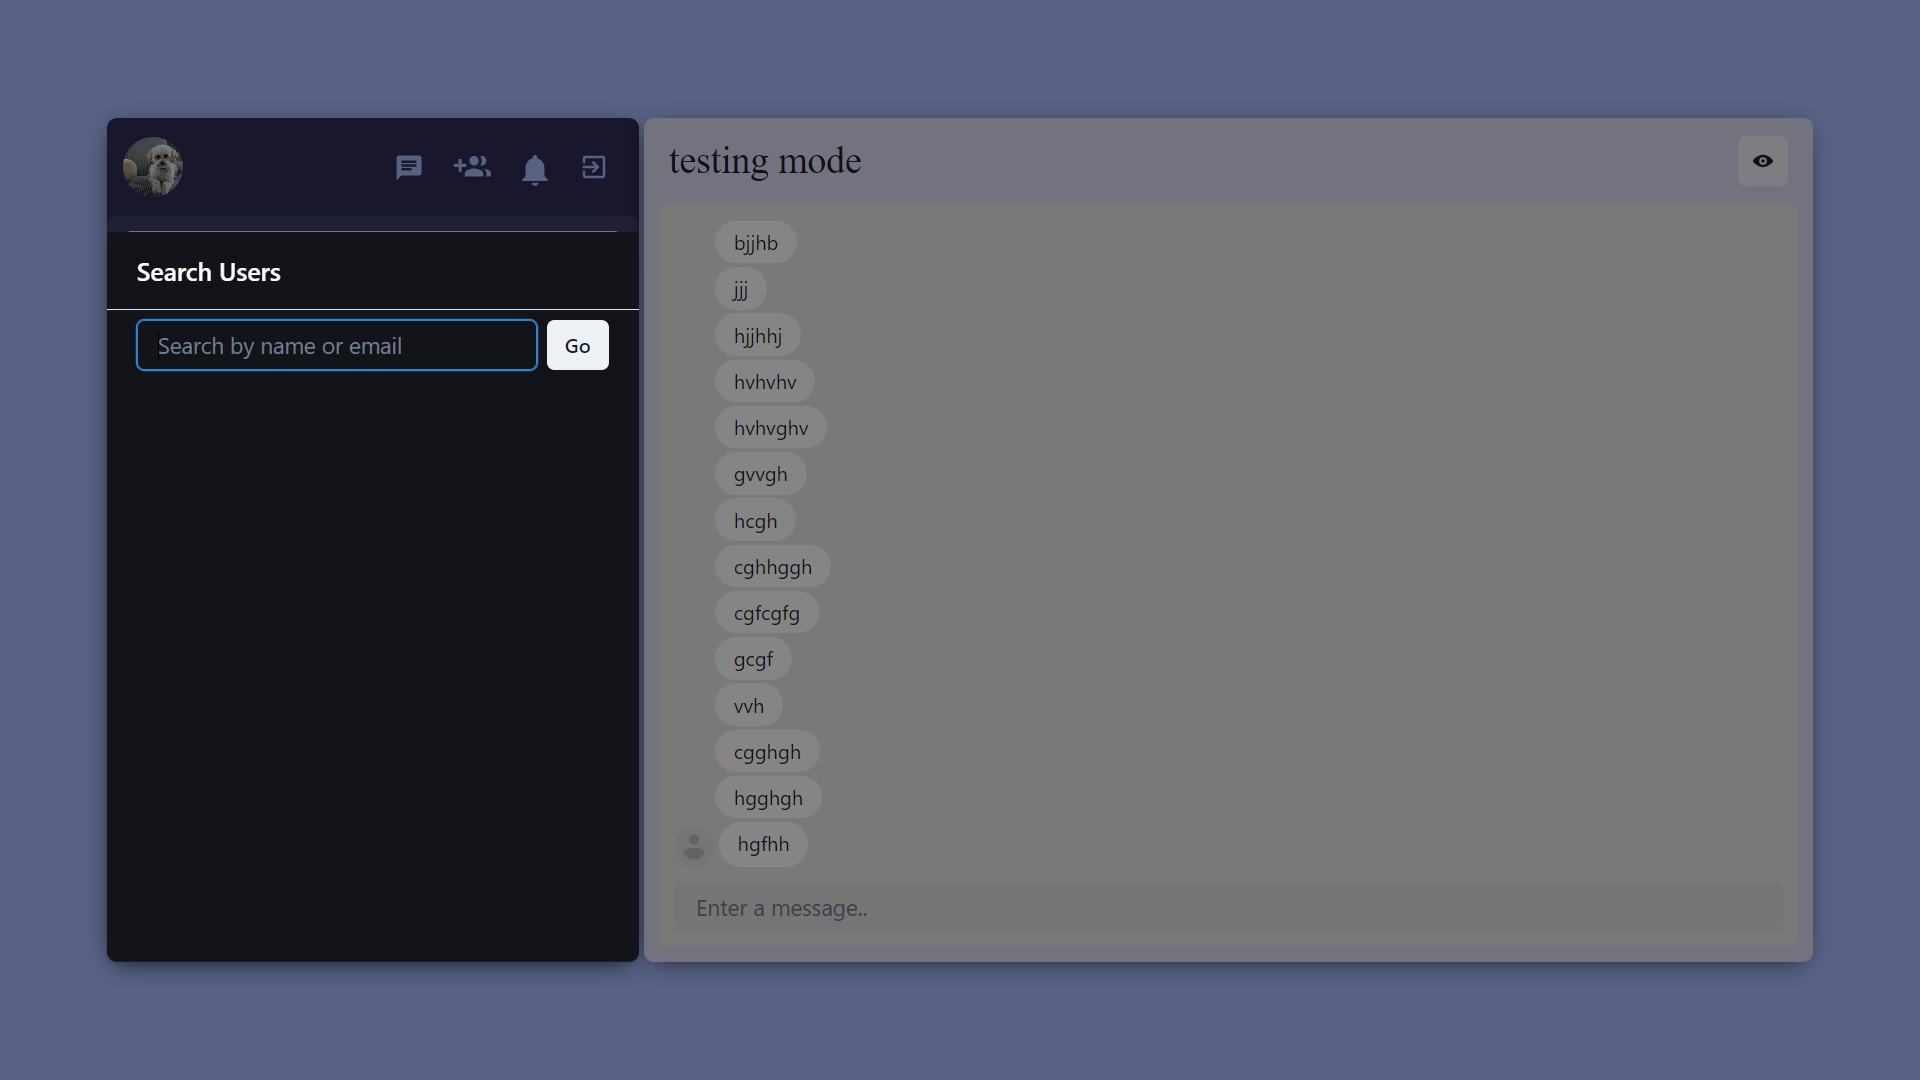 Search Users
Search by name or email
Go
testing mode
bjjhb
jjj
hjjhhj
hvhvhv
hvhvghv
gvvgh
hcgh
cghhggh
cgfcgfg
gcgf
vvh
cgghgh
hgghgh
hgfhh
Enter a message..